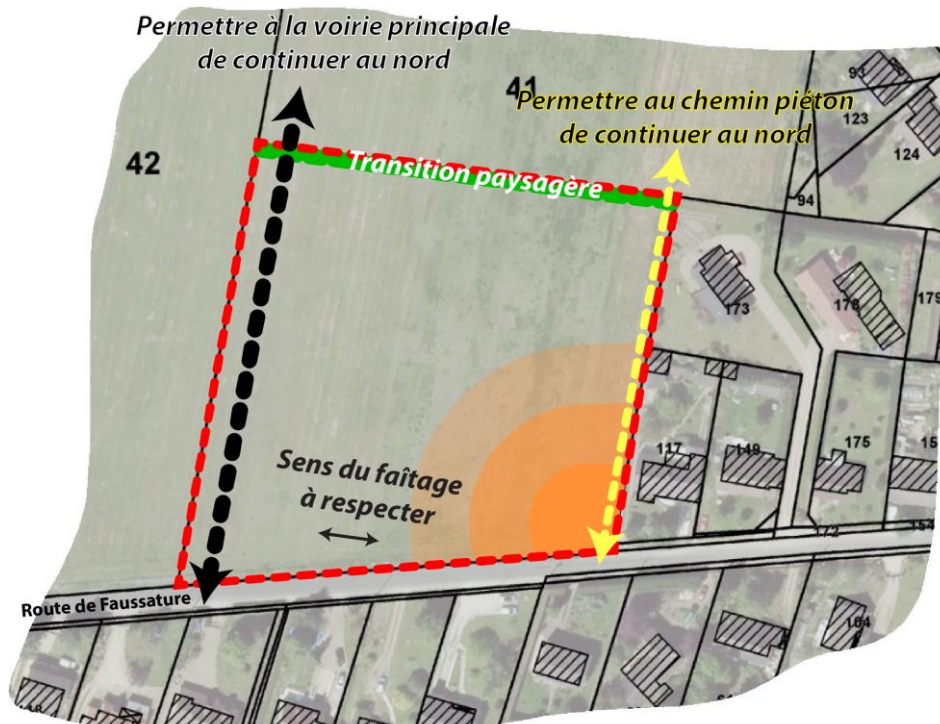 Permettre à la voirie principale
de continuer au nord
41
Permettre au chemin piéton
de continuer au nord
93
123
124
42
Transition paysagère
94
173
178
179
Sens du faîtage
à respecter
117
149
175
15
172
154
Route de Faussature
104